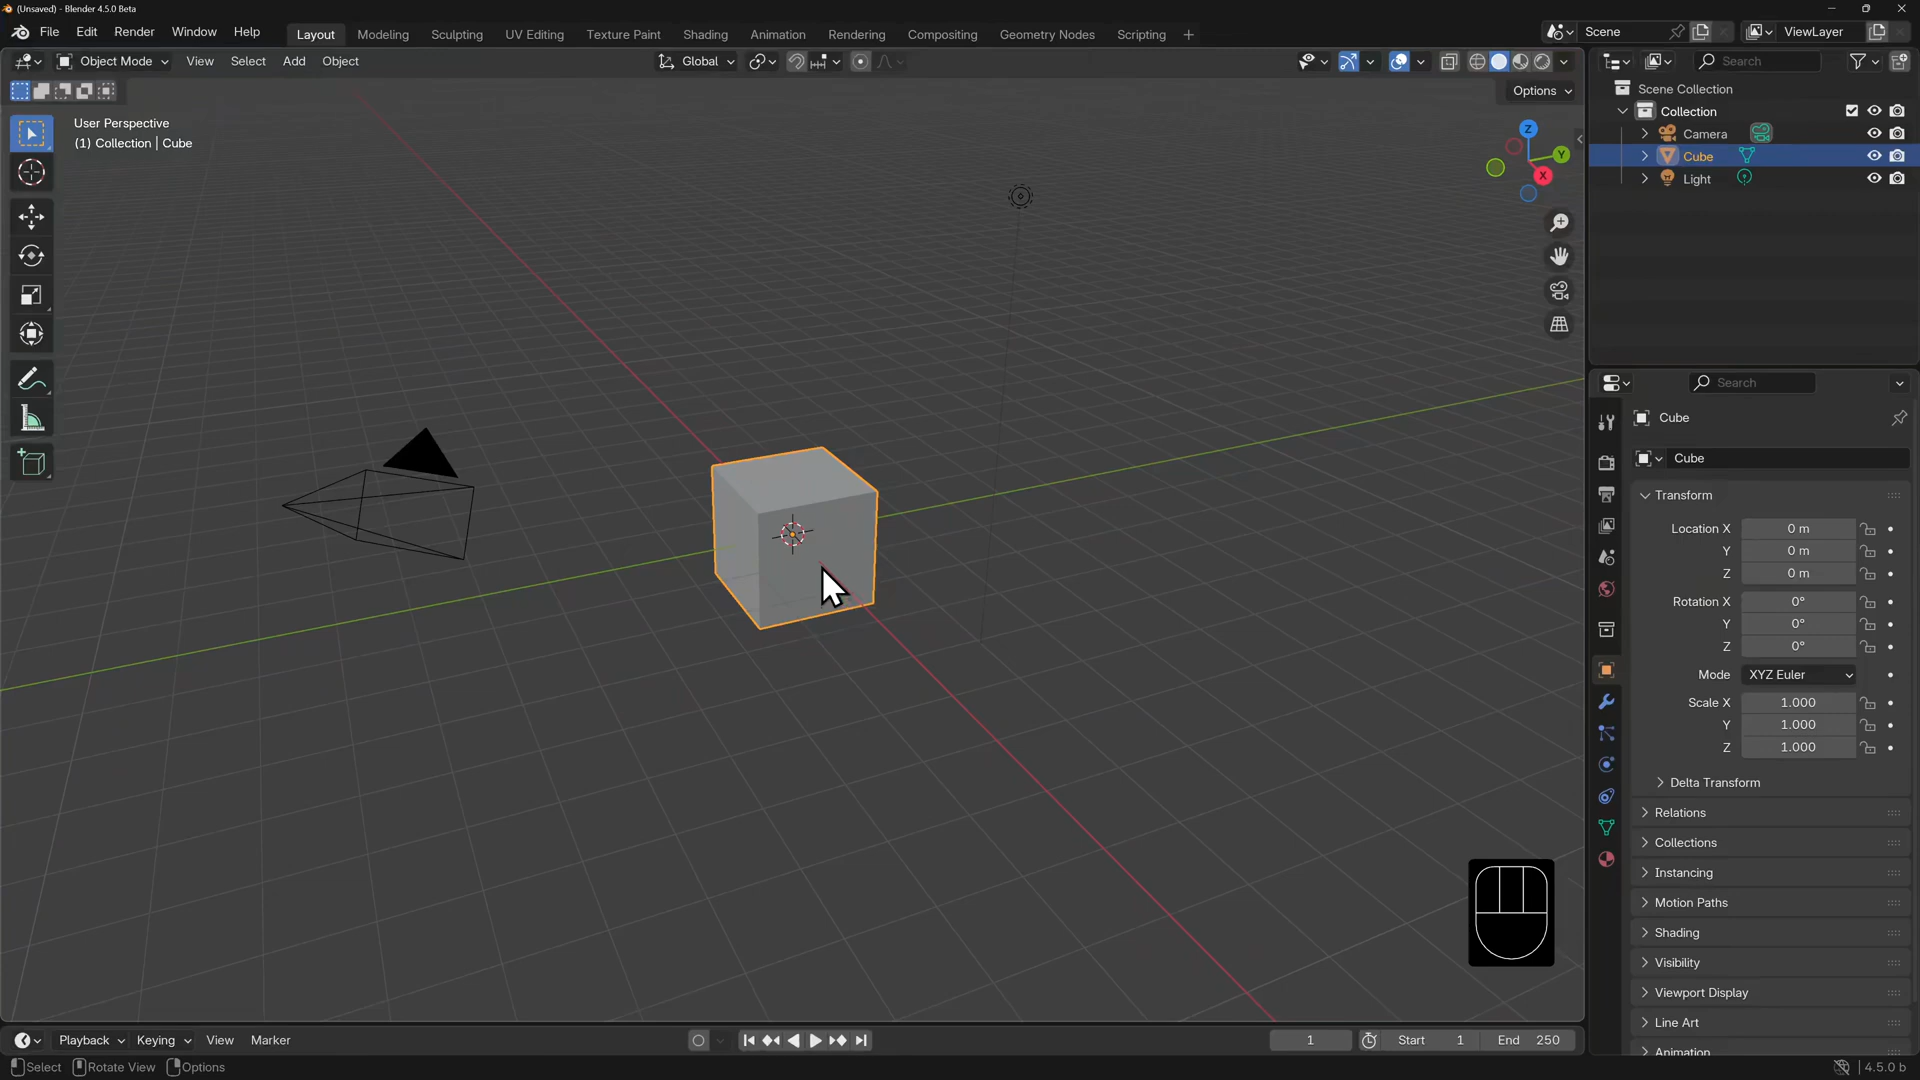 (Unsaved) - Blender 4.5.0 Beta
File Edit Render Window Help Layout Modeling Sculpting UV Editing Texture Paint Shading Animation Rendering Compositing Geometry Nodes Scripting + Scene ViewLayer
Object Mode View Select Add Object Global Search
Options
User Perspective
(1) Collection | Cube
Z
Y
X
Scene Collection
Collection
Camera
Cube
Light
Search
Cube
Cube
Transform
Location X 0 m
Y 0 m
Z 0 m
Rotation X 0°
Y 0°
Z 0°
Mode XYZ Euler
Scale X 1.000
Y 1.000
Z 1.000
Delta Transform
Relations
Collections
Instancing
Motion Paths
Shading
Visibility
Viewport Display
Line Art
Animation
Playback Keying View Marker 1 Start 1 End 250
Select Rotate View Options 4.5.0 b